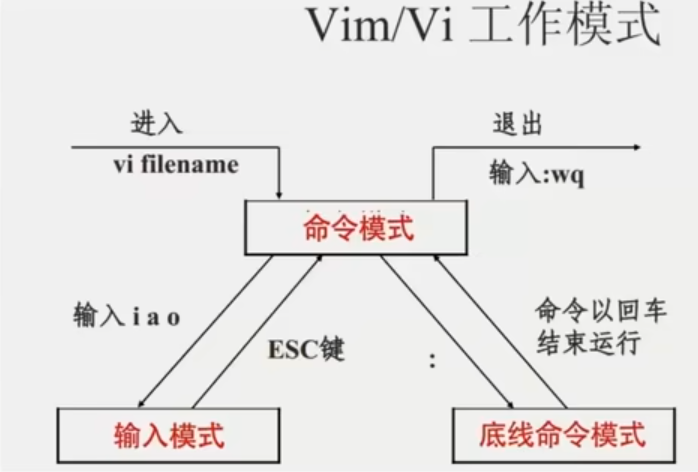 Vim/Vi 工作模式
进入
vi filename
退出
输入:wq
命令模式
输入 i a o
ESC键
:
命令以回车
结束运行
输入模式
底线命令模式